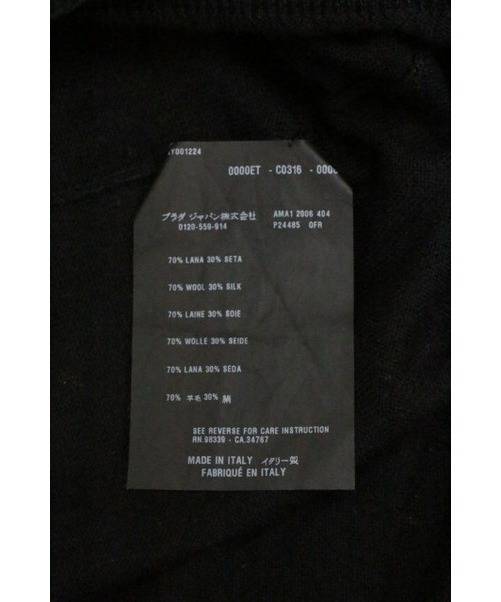 Y001224
0000ET - C0316 - 000
プラダ ジャパン株式会社 AMA1 2006 404
0120-559-914 P24485 OFR
70% LANA 30% SETA
70% WOOL 30% SILK
70% LAINE 30% SOIE
70% WOLLE 30% SEIDE
70% LANA 30% SEDA
70% 羊毛 30%
SEE REVERSE FOR CARE INSTRUCTION
RN.98339 - CA.34767
MADE IN ITALY イタリー製
FABRIQUÉ EN ITALY